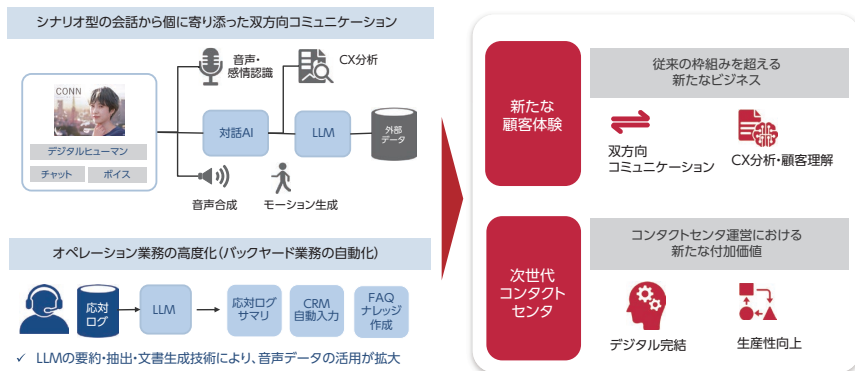 シナリオ型の会話から個に寄り添った双方向コミュニケーション
CONN
デジタルヒューマン
チャット
ボイス
音声・
感情認識
CX分析
対話AI
LLM
外部
データ
音声合成
モーション生成
オペレーション業務の高度化(バックヤード業務の自動化)
応対
ログ
LLM
応対ログ
サマリ
CRM
自動入力
FAQ
ナレッジ
作成
✓ LLMの要約・抽出・文書生成技術により、音声データの活用が拡大
新たな
顧客体験
従来の枠組みを超える
新たなビジネス
双方向
コミュニケーション
CX分析・顧客理解
次世代
コンタクト
センタ
コンタクトセンタ運営における
新たな付加価値
デジタル完結
生産性向上